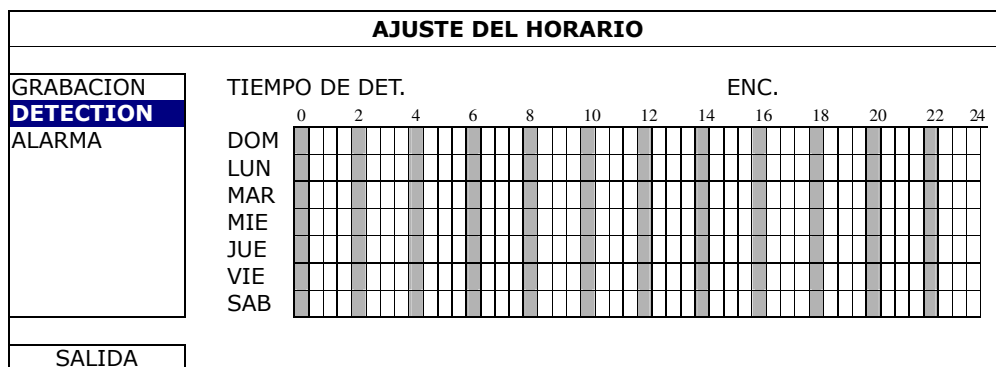 AJUSTE DEL HORARIO
GRABACION
DETECTION
ALARMA
TIEMPO DE DET. ENC.
0 2 4 6 8 10 12 14 16 18 20 22 24
DOM
LUN
MAR
MIE
JUE
VIE
SAB
SALIDA